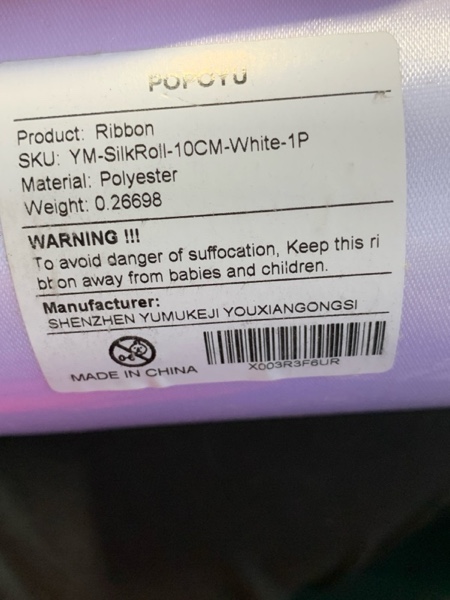 POPOYU
Product: Ribbon
SKU: YM-SilkRoll-10CM-White-1P
Material: Polyester
Weight: 0.26698
WARNING !!!
To avoid danger of suffocation, Keep this ri
bbon away from babies and children.
Manufacturer:
SHENZHEN YUMUKEJI YOUXIANGONGSI
MADE IN CHINA
X003R3F6UR